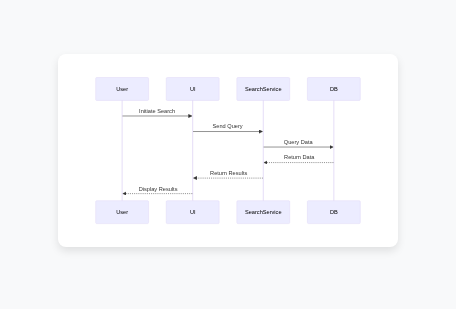 User
UI
SearchService
DB
Initiate Search
Send Query
Query Data
Return Data
Return Results
Display Results
User
UI
SearchService
DB